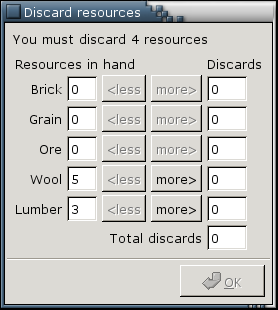 Discard resources
You must discard 4 resources
Resources in hand Discards
Brick 0 <less more> 0
Grain 0 <less more> 0
Ore 0 <less more> 0
Wool 5 <less more> 0
Lumber 3 <less more> 0
Total discards 0
OK